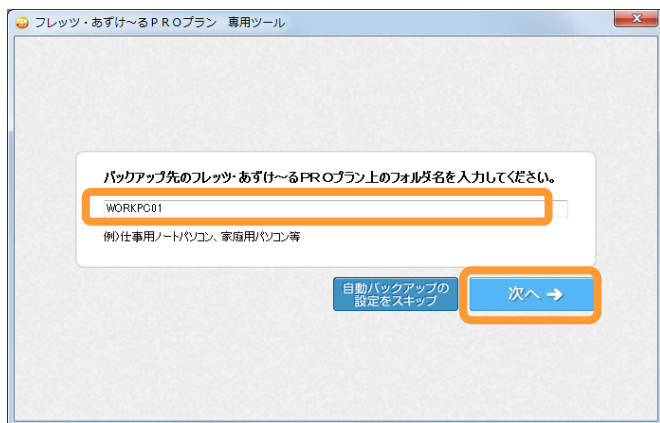 フレッツ・あずけ～るPROプラン 専用ツール
バックアップ先のフレッツ・あずけ～るPROプラン上のフォルダ名を入力してください。
WORKPC01
例)仕事用ノートパソコン、家庭用パソコン等
自動バックアップの
設定をスキップ
次へ ➔